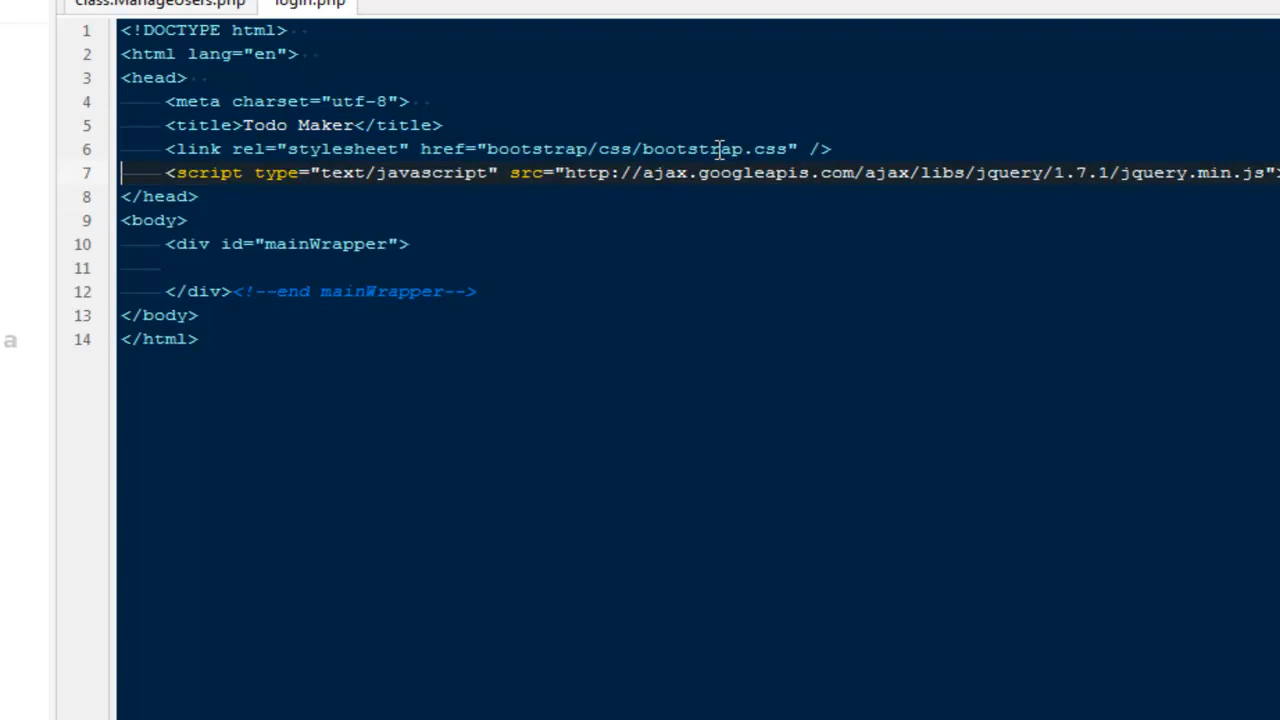 class.ManageUsers.php login.php
1 <!DOCTYPE html>
2 <html lang="en">
3 <head>
4 <meta charset="utf-8">
5 <title>Todo Maker</title>
6 <link rel="stylesheet" href="bootstrap/css/bootstrap.css" />
7 <script type="text/javascript" src="http://ajax.googleapis.com/ajax/libs/jquery/1.7.1/jquery.min.js">
8 </head>
9 <body>
10 <div id="mainWrapper">
11
12 </div><!--end mainWrapper-->
13 </body>
14 </html>
a